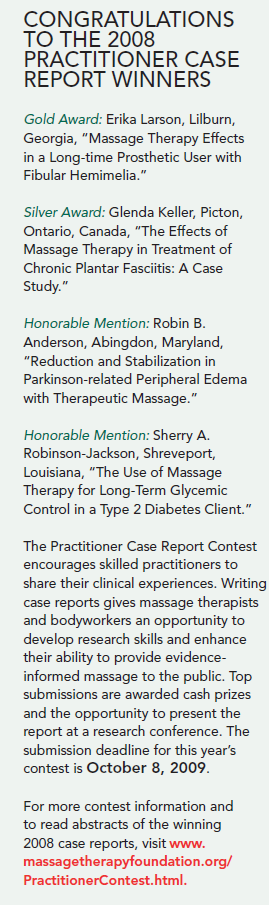 CONGRATULATIONS
TO THE 2008
PRACTITIONER CASE
REPORT WINNERS
Gold Award: Erika Larson, Lilburn,
Georgia, “Massage Therapy Effects
in a Long-time Prosthetic User with
Fibular Hemimelia.”
Silver Award: Glenda Keller, Picton,
Ontario, Canada, “The Effects of
Massage Therapy in Treatment of
Chronic Plantar Fasciitis: A Case
Study.”
Honorable Mention: Robin B.
Anderson, Abingdon, Maryland,
“Reduction and Stabilization in
Parkinson-related Peripheral Edema
with Therapeutic Massage.”
Honorable Mention: Sherry A.
Robinson-Jackson, Shreveport,
Louisiana, “The Use of Massage
Therapy for Long-Term Glycemic
Control in a Type 2 Diabetes Client.”
The Practitioner Case Report Contest
encourages skilled practitioners to
share their clinical experiences. Writing
case reports gives massage therapists
and bodyworkers an opportunity to
develop research skills and enhance
their ability to provide evidence-
informed massage to the public. Top
submissions are awarded cash prizes
and the opportunity to present the
report at a research conference. The
submission deadline for this year’s
contest is October 8, 2009.
For more contest information and
to read abstracts of the winning
2008 case reports, visit www.
massagetherapyfoundation.org/
PractitionerContest.html.